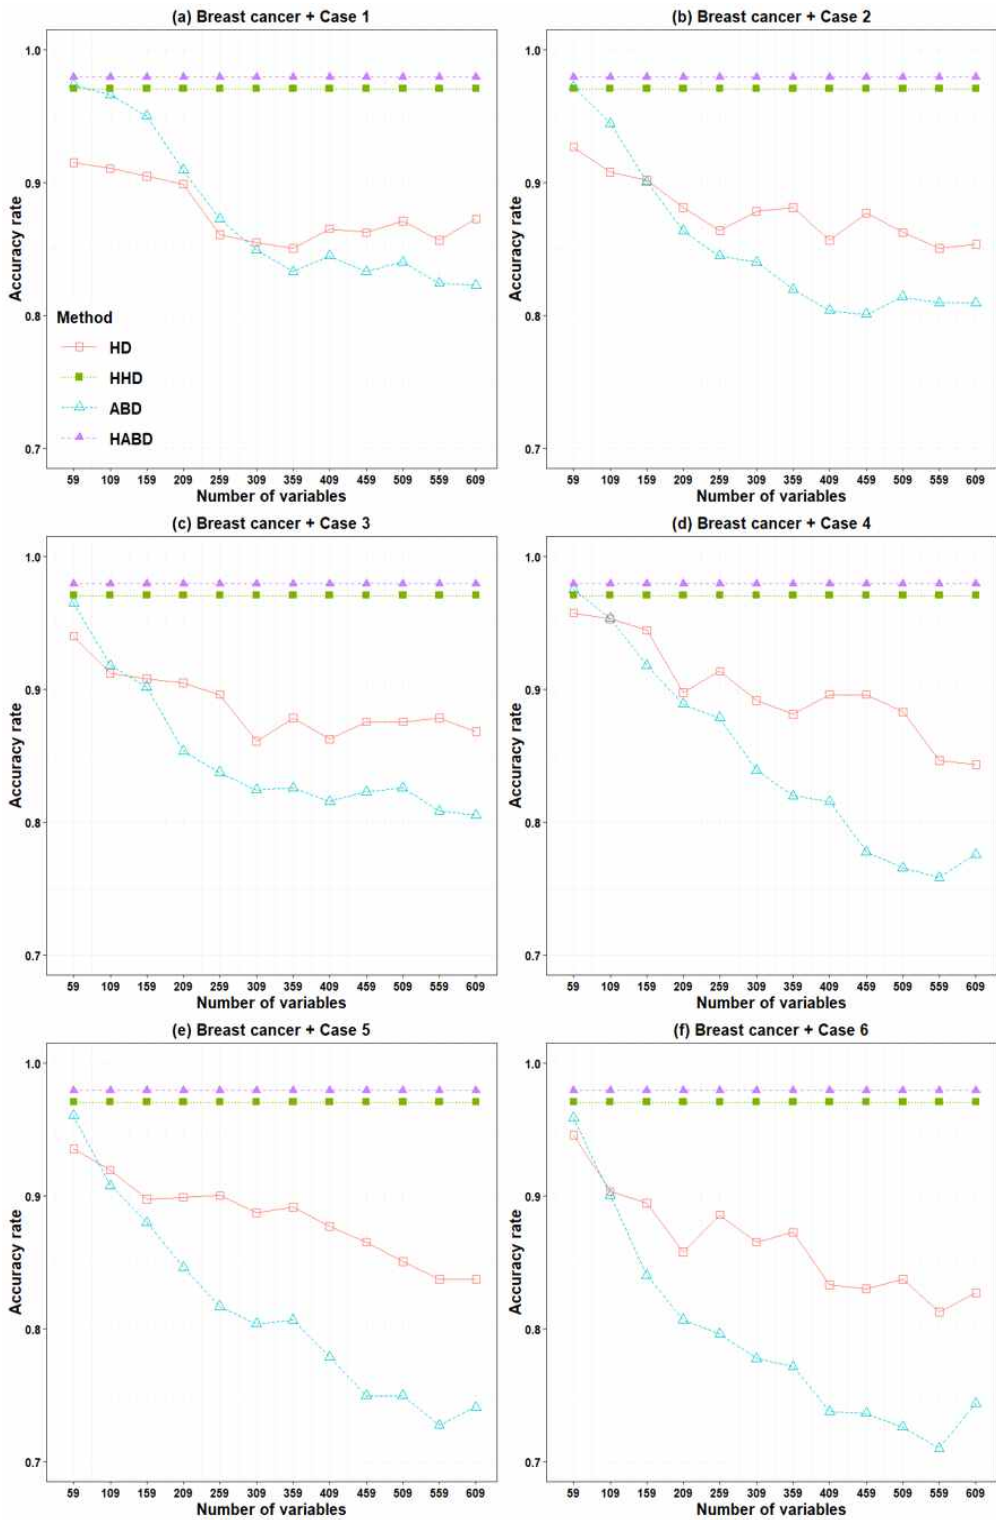 (a) Breast cancer + Case 1
1.0
0.9
0.8
0.7
Accuracy rate
Method
HD
HHD
ABD
HABD
59 109 159 209 259 309 359 409 459 509 559 609
Number of variables
(b) Breast cancer + Case 2
1.0
0.9
0.8
0.7
Accuracy rate
59 109 159 209 259 309 359 409 459 509 559 609
Number of variables
(c) Breast cancer + Case 3
1.0
0.9
0.8
0.7
Accuracy rate
59 109 159 209 259 309 359 409 459 509 559 609
Number of variables
(d) Breast cancer + Case 4
1.0
0.9
0.8
0.7
Accuracy rate
59 109 159 209 259 309 359 409 459 509 559 609
Number of variables
(e) Breast cancer + Case 5
1.0
0.9
0.8
0.7
Accuracy rate
59 109 159 209 259 309 359 409 459 509 559 609
Number of variables
(f) Breast cancer + Case 6
1.0
0.9
0.8
0.7
Accuracy rate
59 109 159 209 259 309 359 409 459 509 559 609
Number of variables